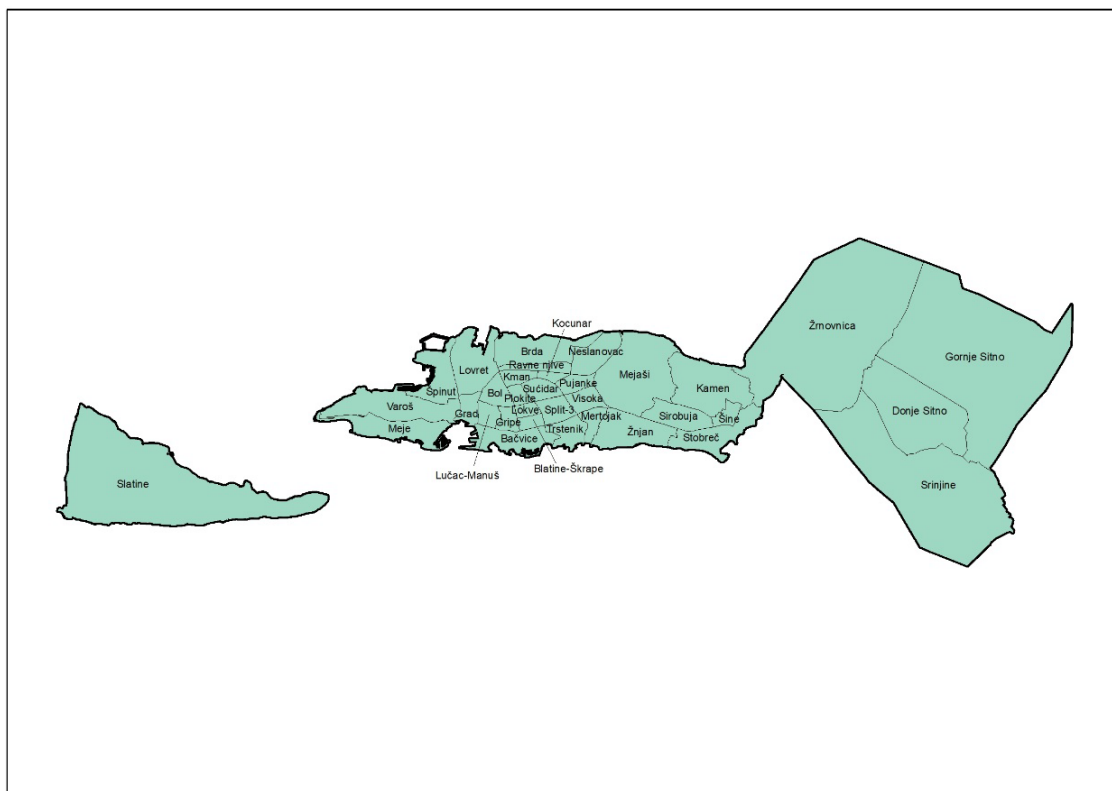 Kocunar
Žrnovnica
Brda
Neslanovac
Gornje Sitno
Ravne njive
Lovret
Kman
Mejaši
Pujanke
Sućidar
Kamen
Spinut
Bol
Plokite
Visoka
Varoš
Lokve
Split-3
Donje Sitno
Grad
Mertojak
Sirobuja
Šine
Gripe
Meje
Trstenik
Žnjan
Bačvice
Stobreč
Blatine-Škrape
Lučac-Manuš
Slatine
Srinjine